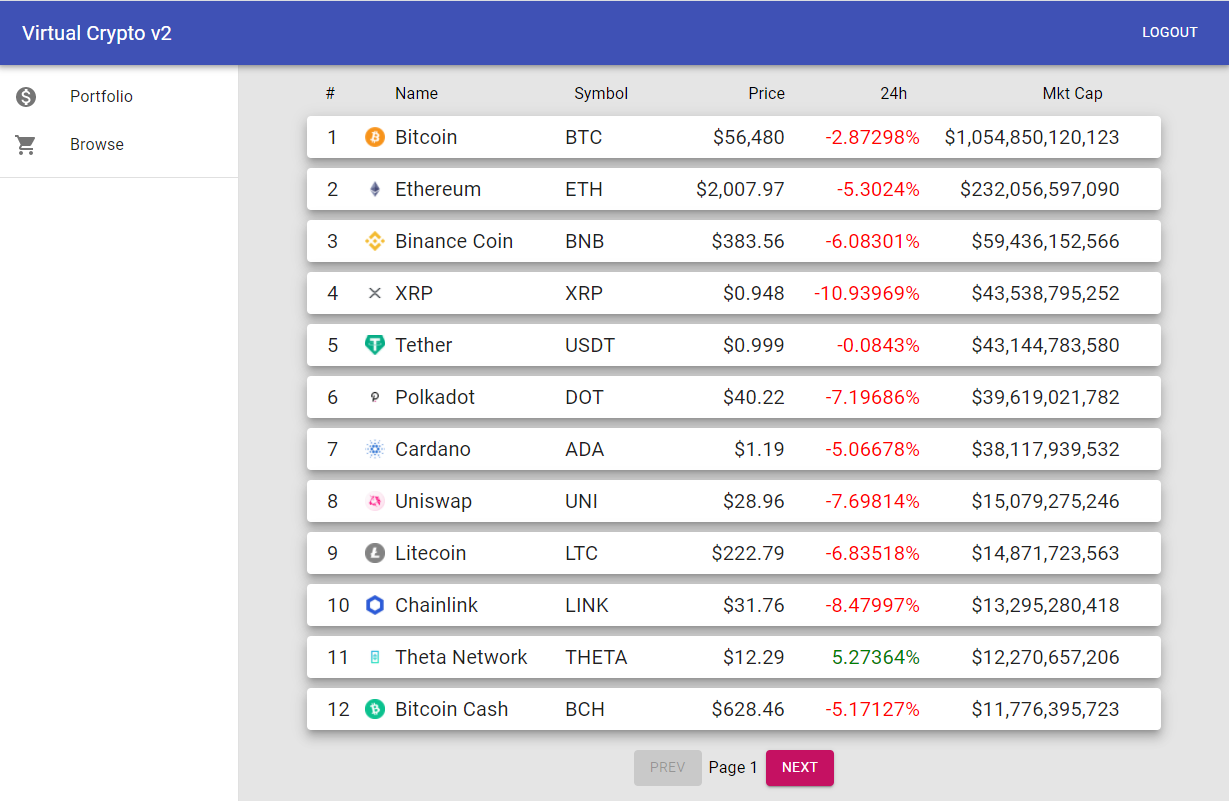 Virtual Crypto v2 LOGOUT
Portfolio
Browse
# Name Symbol Price 24h Mkt Cap
1 Bitcoin BTC $56,480 -2.87298% $1,054,850,120,123
2 Ethereum ETH $2,007.97 -5.3024% $232,056,597,090
3 Binance Coin BNB $383.56 -6.08301% $59,436,152,566
4 XRP XRP $0.948 -10.93969% $43,538,795,252
5 Tether USDT $0.999 -0.0843% $43,144,783,580
6 Polkadot DOT $40.22 -7.19686% $39,619,021,782
7 Cardano ADA $1.19 -5.06678% $38,117,939,532
8 Uniswap UNI $28.96 -7.69814% $15,079,275,246
9 Litecoin LTC $222.79 -6.83518% $14,871,723,563
10 Chainlink LINK $31.76 -8.47997% $13,295,280,418
11 Theta Network THETA $12.29 5.27364% $12,270,657,206
12 Bitcoin Cash BCH $628.46 -5.17127% $11,776,395,723
PREV Page 1 NEXT